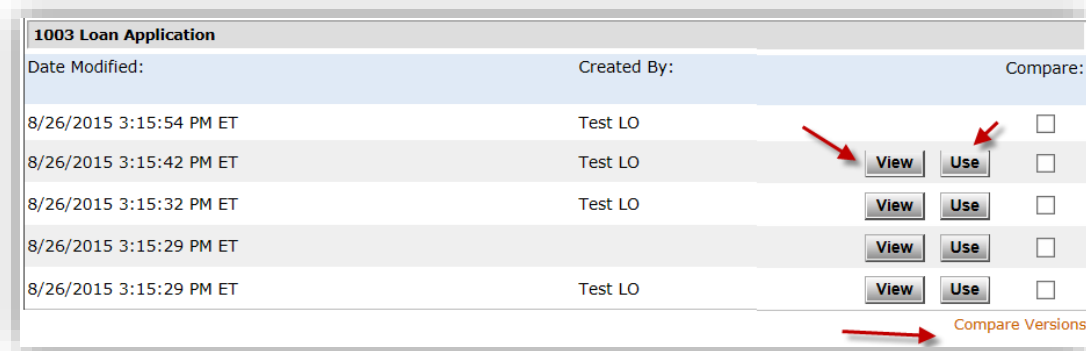 1003 Loan Application
Date Modified: Created By: Compare:
8/26/2015 3:15:54 PM ET Test LO
8/26/2015 3:15:42 PM ET Test LO View Use
8/26/2015 3:15:32 PM ET Test LO View Use
8/26/2015 3:15:29 PM ET View Use
8/26/2015 3:15:29 PM ET Test LO View Use
Compare Versions